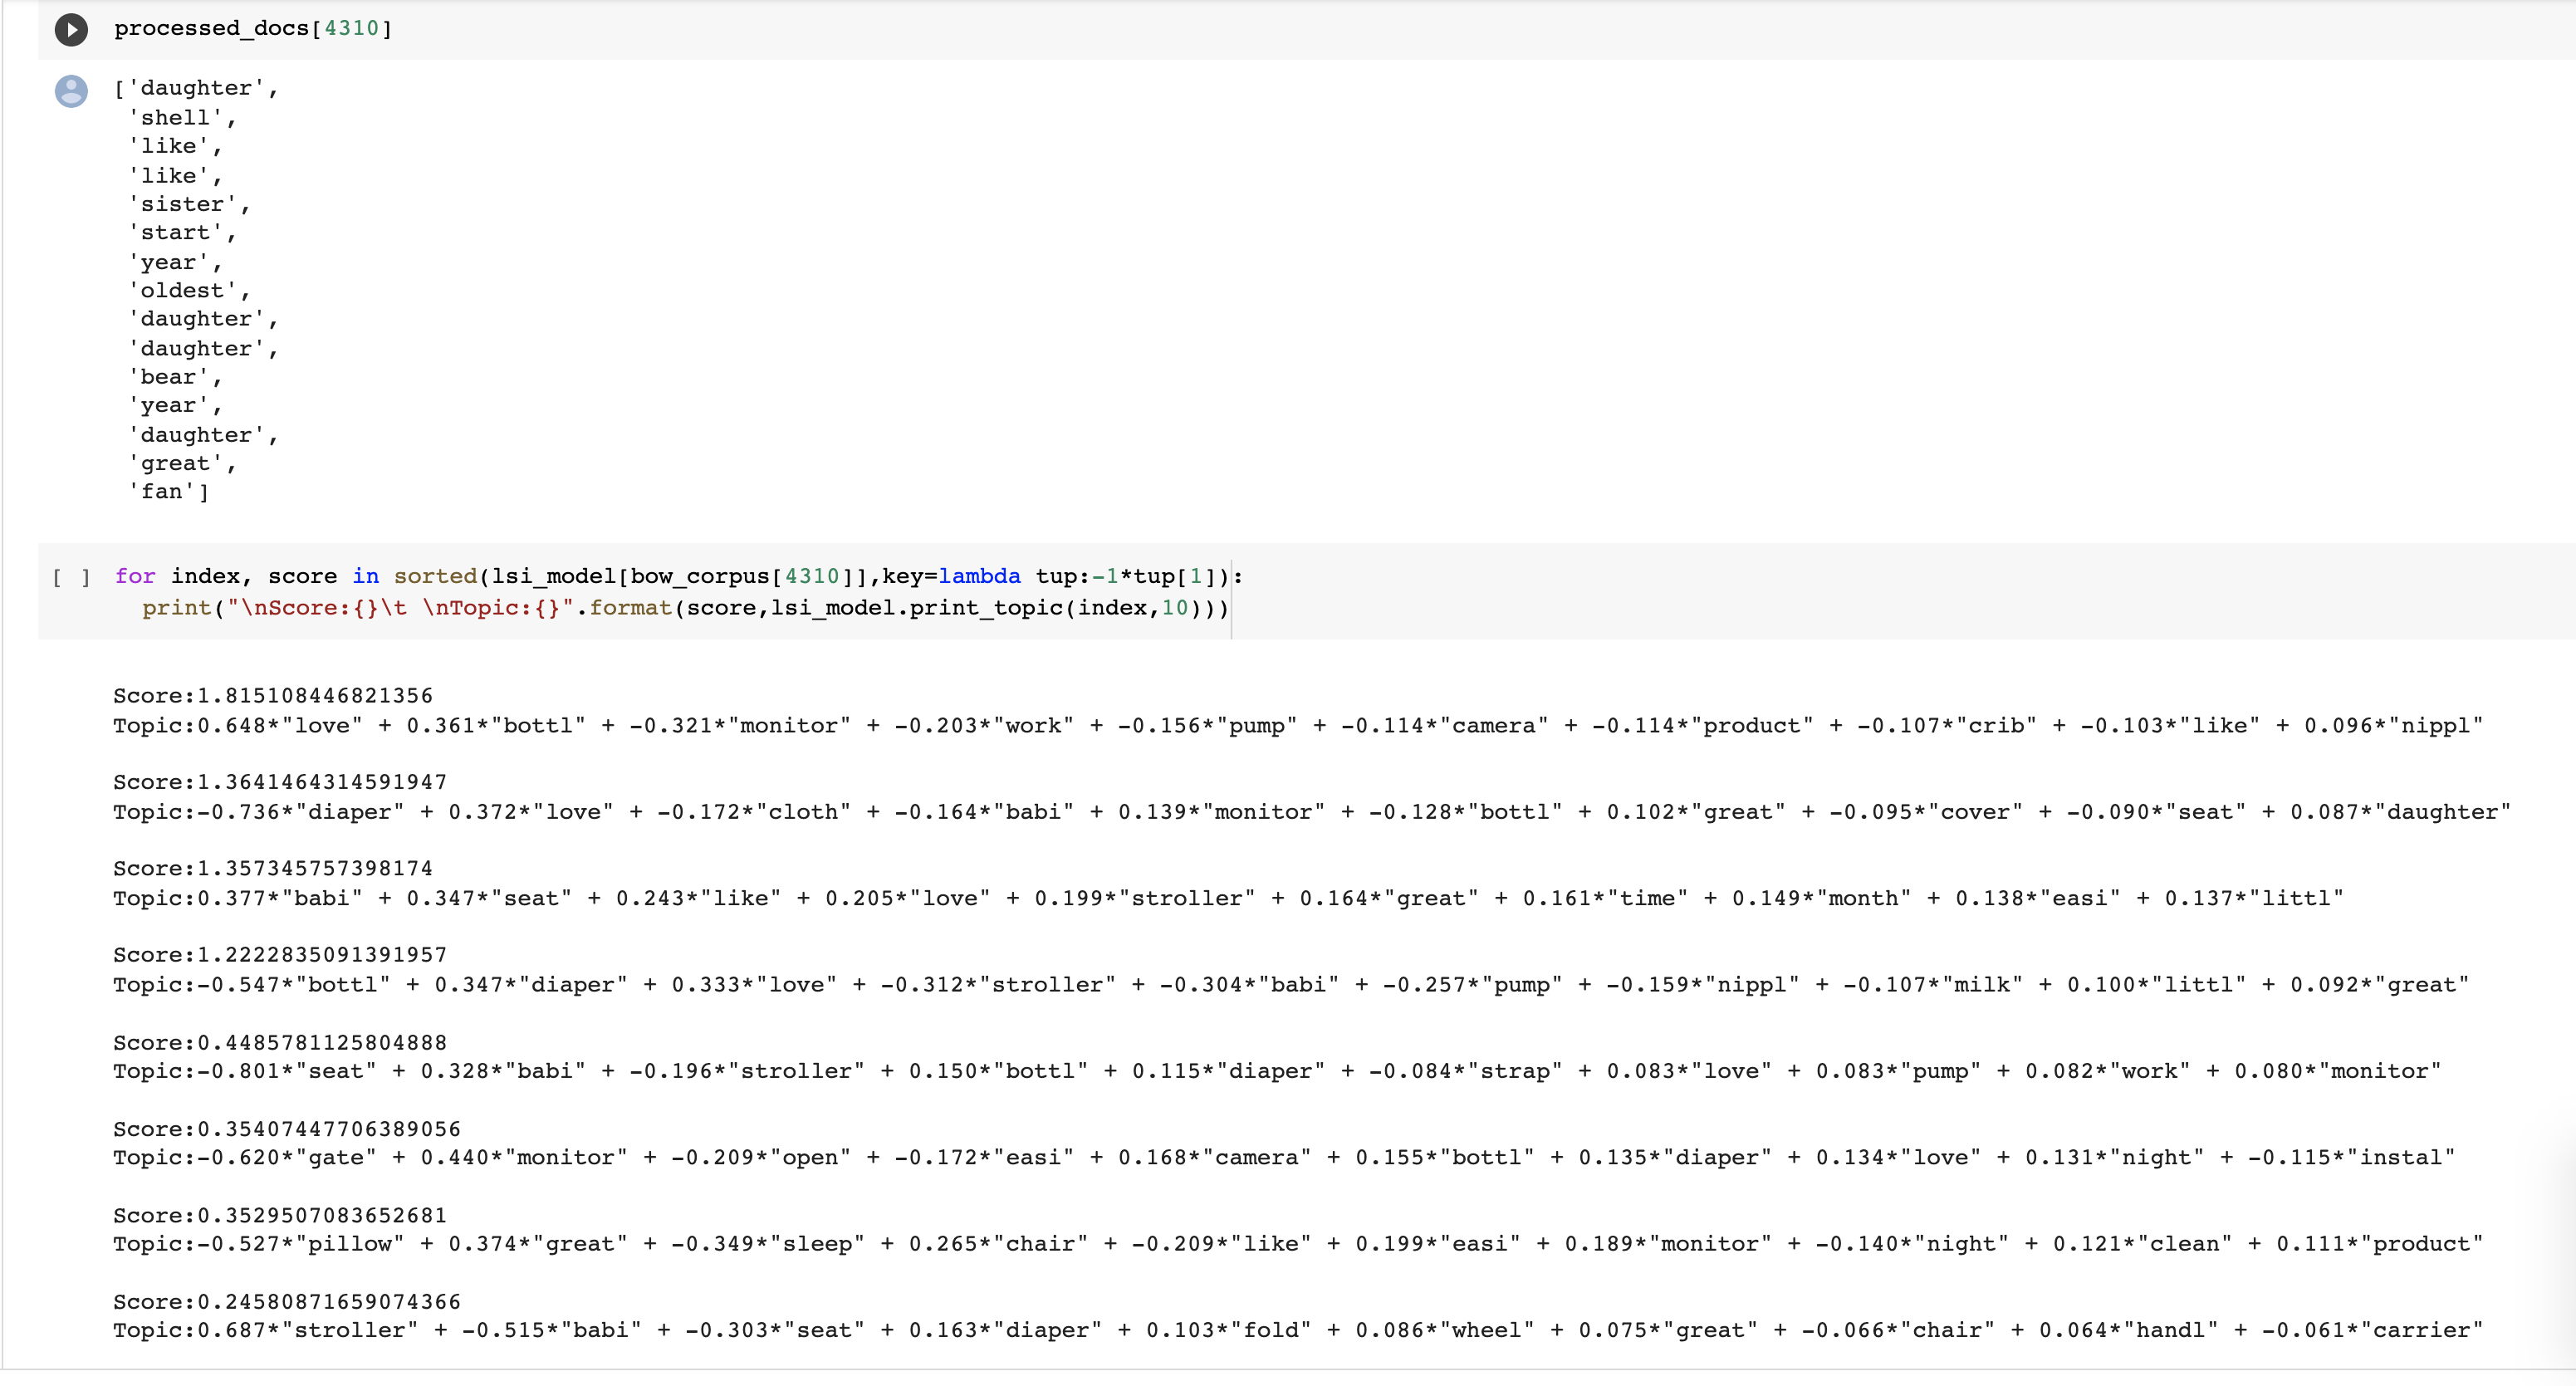 processed_docs[4310]
['daughter',
'shell',
'like',
'like',
'sister',
'start',
'year',
'oldest',
'daughter',
'daughter',
'bear',
'year',
'daughter',
'great',
'fan']
[ ] for index, score in sorted(lsi_model[bow_corpus[4310]],key=lambda tup:-1*tup[1]):
print("\nScore:{}\t \nTopic:{}".format(score,lsi_model.print_topic(index,10)))
Score:1.815108446821356
Topic:0.648*"love" + 0.361*"bottl" + -0.321*"monitor" + -0.203*"work" + -0.156*"pump" + -0.114*"camera" + -0.114*"product" + -0.107*"crib" + -0.103*"like" + 0.096*"nippl"
Score:1.3641464314591947
Topic:-0.736*"diaper" + 0.372*"love" + -0.172*"cloth" + -0.164*"babi" + 0.139*"monitor" + -0.128*"bottl" + 0.102*"great" + -0.095*"cover" + -0.090*"seat" + 0.087*"daughter"
Score:1.357345757398174
Topic:0.377*"babi" + 0.347*"seat" + 0.243*"like" + 0.205*"love" + 0.199*"stroller" + 0.164*"great" + 0.161*"time" + 0.149*"month" + 0.138*"easi" + 0.137*"littl"
Score:1.2222835091391957
Topic:-0.547*"bottl" + 0.347*"diaper" + 0.333*"love" + -0.312*"stroller" + -0.304*"babi" + -0.257*"pump" + -0.159*"nippl" + -0.107*"milk" + 0.100*"littl" + 0.092*"great"
Score:0.4485781125804888
Topic:-0.801*"seat" + 0.328*"babi" + -0.196*"stroller" + 0.150*"bottl" + 0.115*"diaper" + -0.084*"strap" + 0.083*"love" + 0.083*"pump" + 0.082*"work" + 0.080*"monitor"
Score:0.35407447706389056
Topic:-0.620*"gate" + 0.440*"monitor" + -0.209*"open" + -0.172*"easi" + 0.168*"camera" + 0.155*"bottl" + 0.135*"diaper" + 0.134*"love" + 0.131*"night" + -0.115*"instal"
Score:0.3529507083652681
Topic:-0.527*"pillow" + 0.374*"great" + -0.349*"sleep" + 0.265*"chair" + -0.209*"like" + 0.199*"easi" + 0.189*"monitor" + -0.140*"night" + 0.121*"clean" + 0.111*"product"
Score:0.24580871659074366
Topic:0.687*"stroller" + -0.515*"babi" + -0.303*"seat" + 0.163*"diaper" + 0.103*"fold" + 0.086*"wheel" + 0.075*"great" + -0.066*"chair" + 0.064*"handl" + -0.061*"carrier"